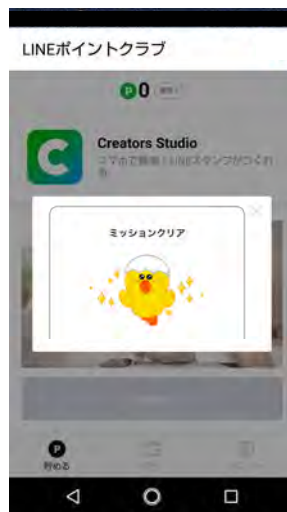 LINEポイントクラブ
P 0
Creators Studio
スマホで簡単！LINEスタンプがつくれ
る
ミッションクリア
P
貯める